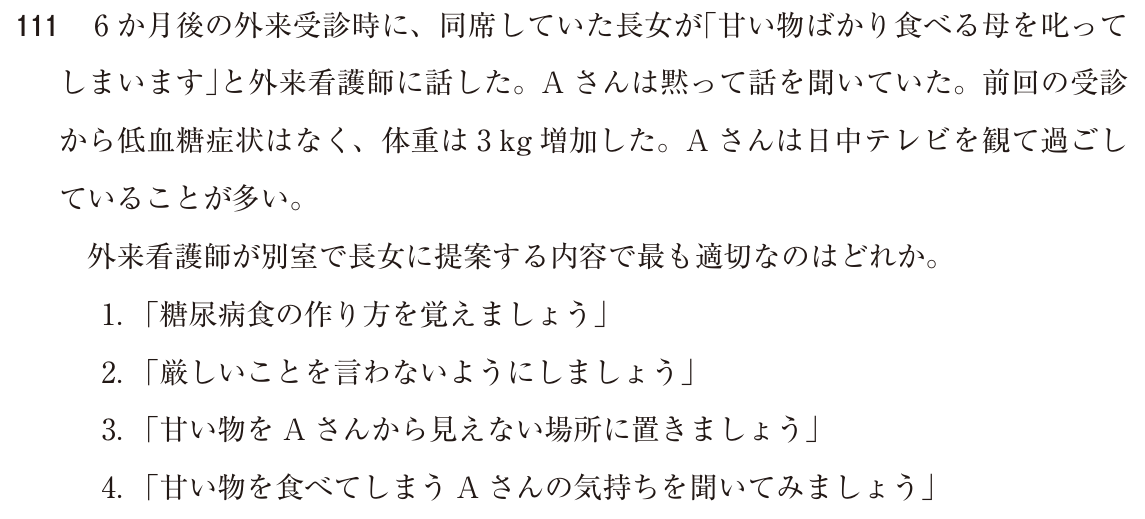 111 6か月後の外来受診時に、同席していた長女が｢甘い物ばかり食べる母を叱って
しまいます｣と外来看護師に話した。Aさんは黙って話を聞いていた。前回の受診
から低血糖症状はなく、体重は3kg増加した。Aさんは日中テレビを観て過ごし
ていることが多い。
外来看護師が別室で長女に提案する内容で最も適切なのはどれか。
1. ｢糖尿病食の作り方を覚えましょう｣
2. ｢厳しいことを言わないようにしましょう｣
3. ｢甘い物をAさんから見えない場所に置きましょう｣
4. ｢甘い物を食べてしまうAさんの気持ちを聞いてみましょう｣